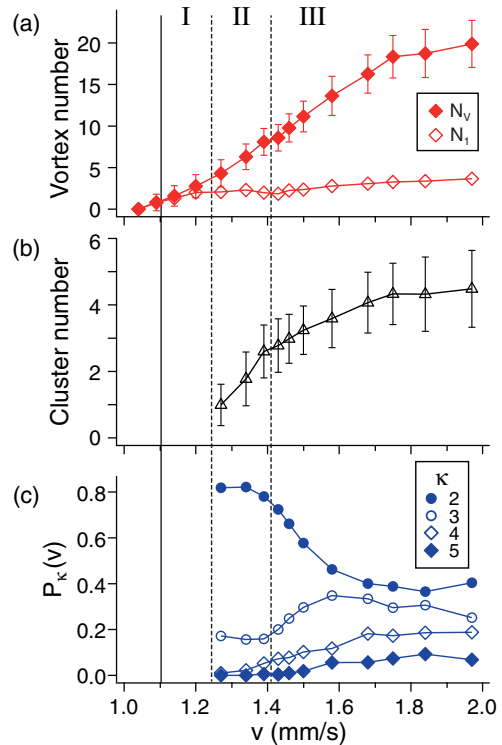 I II III
(a)
Vortex number
20
15
10
5
0
N_V
N_1
(b)
Cluster number
6
4
2
0
(c)
P_κ(v)
0.8
0.6
0.4
0.2
0.0
κ
2
3
4
5
1.0 1.2 1.4 1.6 1.8 2.0
v (mm/s)